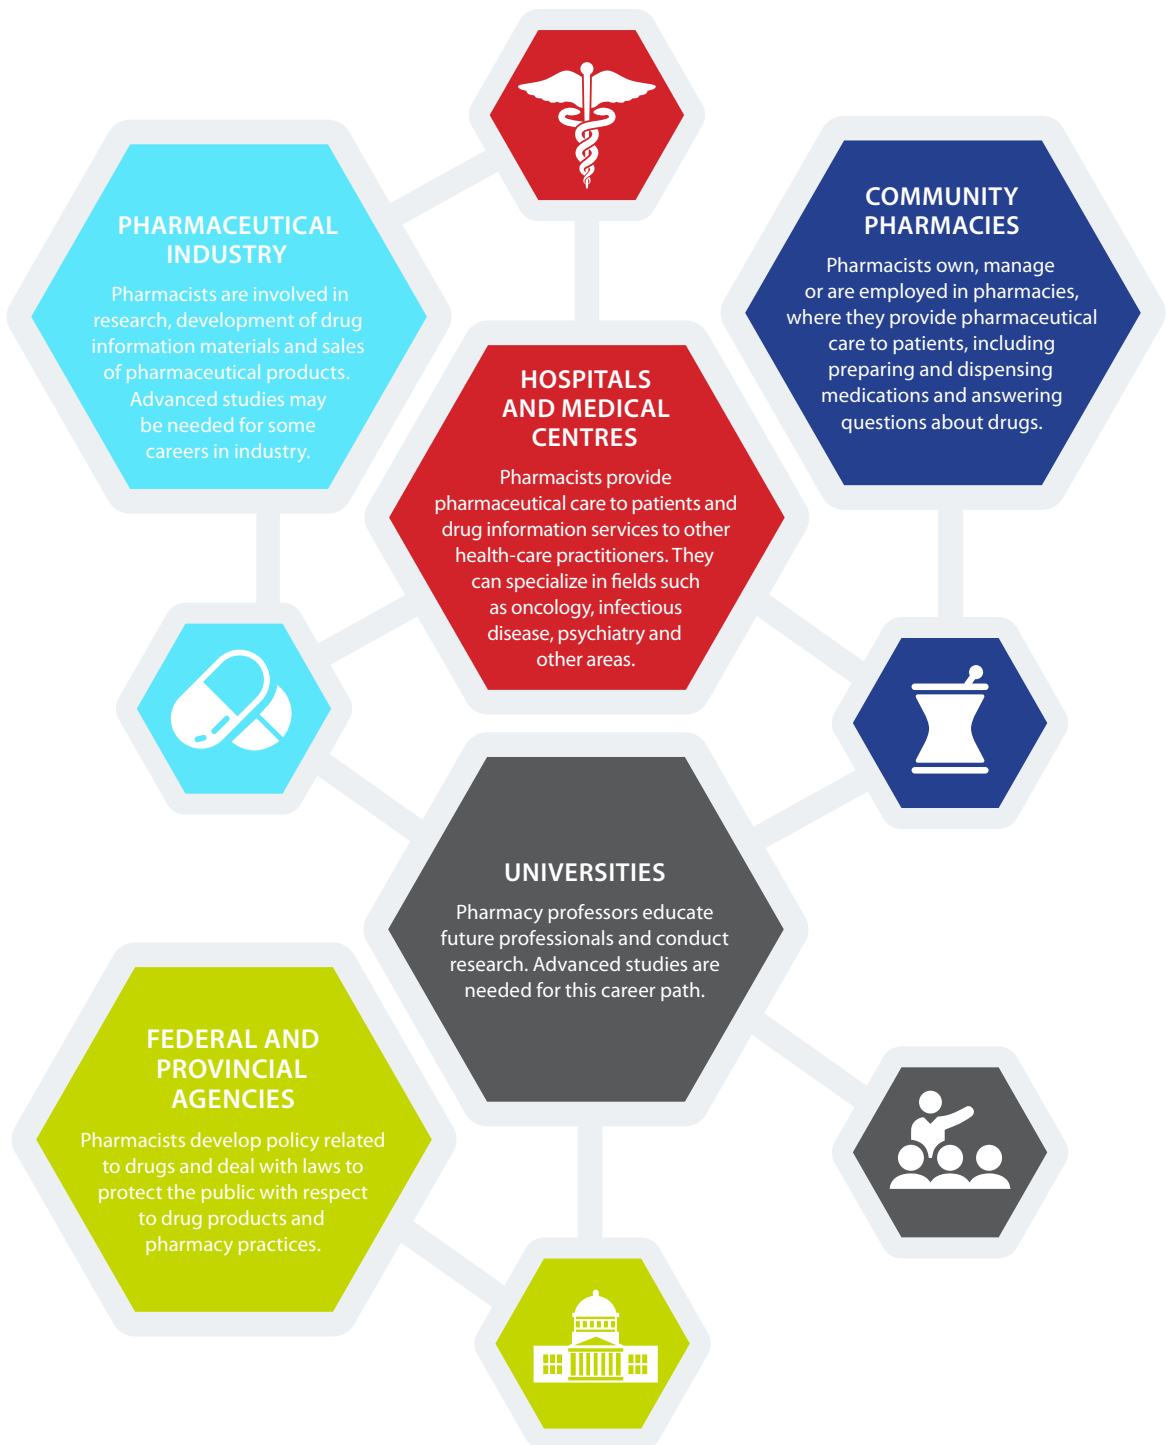 PHARMACEUTICAL
INDUSTRY
Pharmacists are involved in
research, development of drug
information materials and sales
of pharmaceutical products.
Advanced studies may
be needed for some
careers in industry.
COMMUNITY
PHARMACIES
Pharmacists own, manage
or are employed in pharmacies,
where they provide pharmaceutical
care to patients, including
preparing and dispensing
medications and answering
questions about drugs.
HOSPITALS
AND MEDICAL
CENTRES
Pharmacists provide
pharmaceutical care to patients and
drug information services to other
health-care practitioners. They
can specialize in fields such
as oncology, infectious
disease, psychiatry and
other areas.
UNIVERSITIES
Pharmacy professors educate
future professionals and conduct
research. Advanced studies are
needed for this career path.
FEDERAL AND
PROVINCIAL
AGENCIES
Pharmacists develop policy related
to drugs and deal with laws to
protect the public with respect
to drug products and
pharmacy practices.